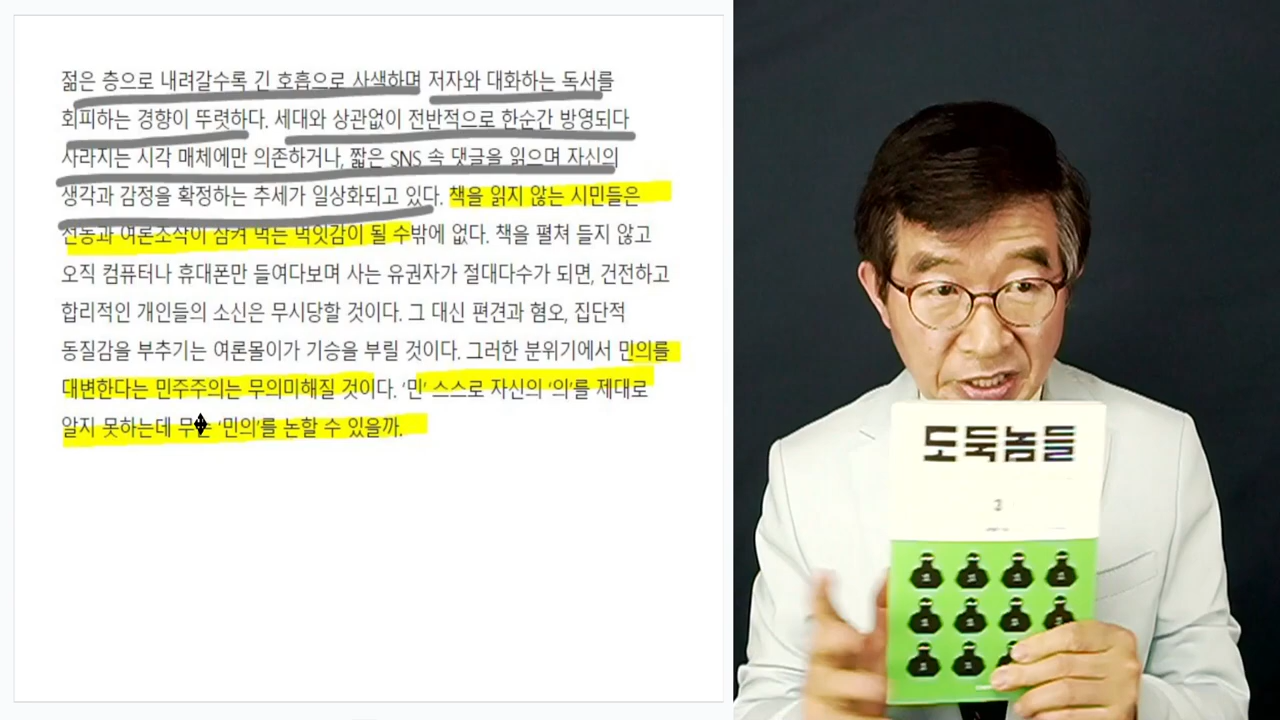 젊은 층으로 내려갈수록 긴 호흡으로 사색하며 저자와 대화하는 독서를
회피하는 경향이 뚜렷하다. 세대와 상관없이 전반적으로 한순간 방영되다
사라지는 시각 매체에만 의존하거나, 짧은 SNS 속 댓글을 읽으며 자신의
생각과 감정을 확정하는 추세가 일상화되고 있다. 책을 읽지 않는 시민들은
선동과 여론조작이 삼켜 먹는 먹잇감이 될 수밖에 없다. 책을 펼쳐 들지 않고
오직 컴퓨터나 휴대폰만 들여다보며 사는 유권자가 절대다수가 되면, 건전하고
합리적인 개인들의 소신은 무시당할 것이다. 그 대신 편견과 혐오, 집단적
동질감을 부추기는 여론몰이가 기승을 부릴 것이다. 그러한 분위기에서 민의를
대변한다는 민주주의는 무의미해질 것이다. ‘민’ 스스로 자신의 ‘의’를 제대로
알지 못하는데 무슨 ‘민의’를 논할 수 있을까.
도둑놈들
2